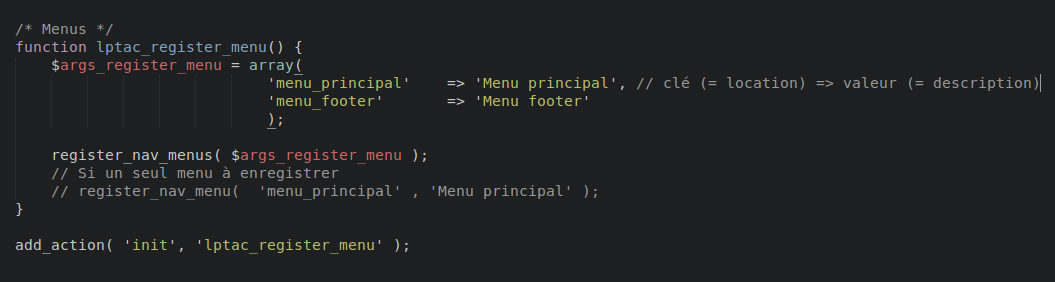 /* Menus */
function lptac_register_menu() {
    $args_register_menu = array(
                            'menu_principal'    => 'Menu principal', // clé (= location) => valeur (= description)
                            'menu_footer'       => 'Menu footer'
                            );
    register_nav_menus( $args_register_menu );
    // Si un seul menu à enregistrer
    // register_nav_menu(  'menu_principal' , 'Menu principal' );
}
add_action( 'init', 'lptac_register_menu' );